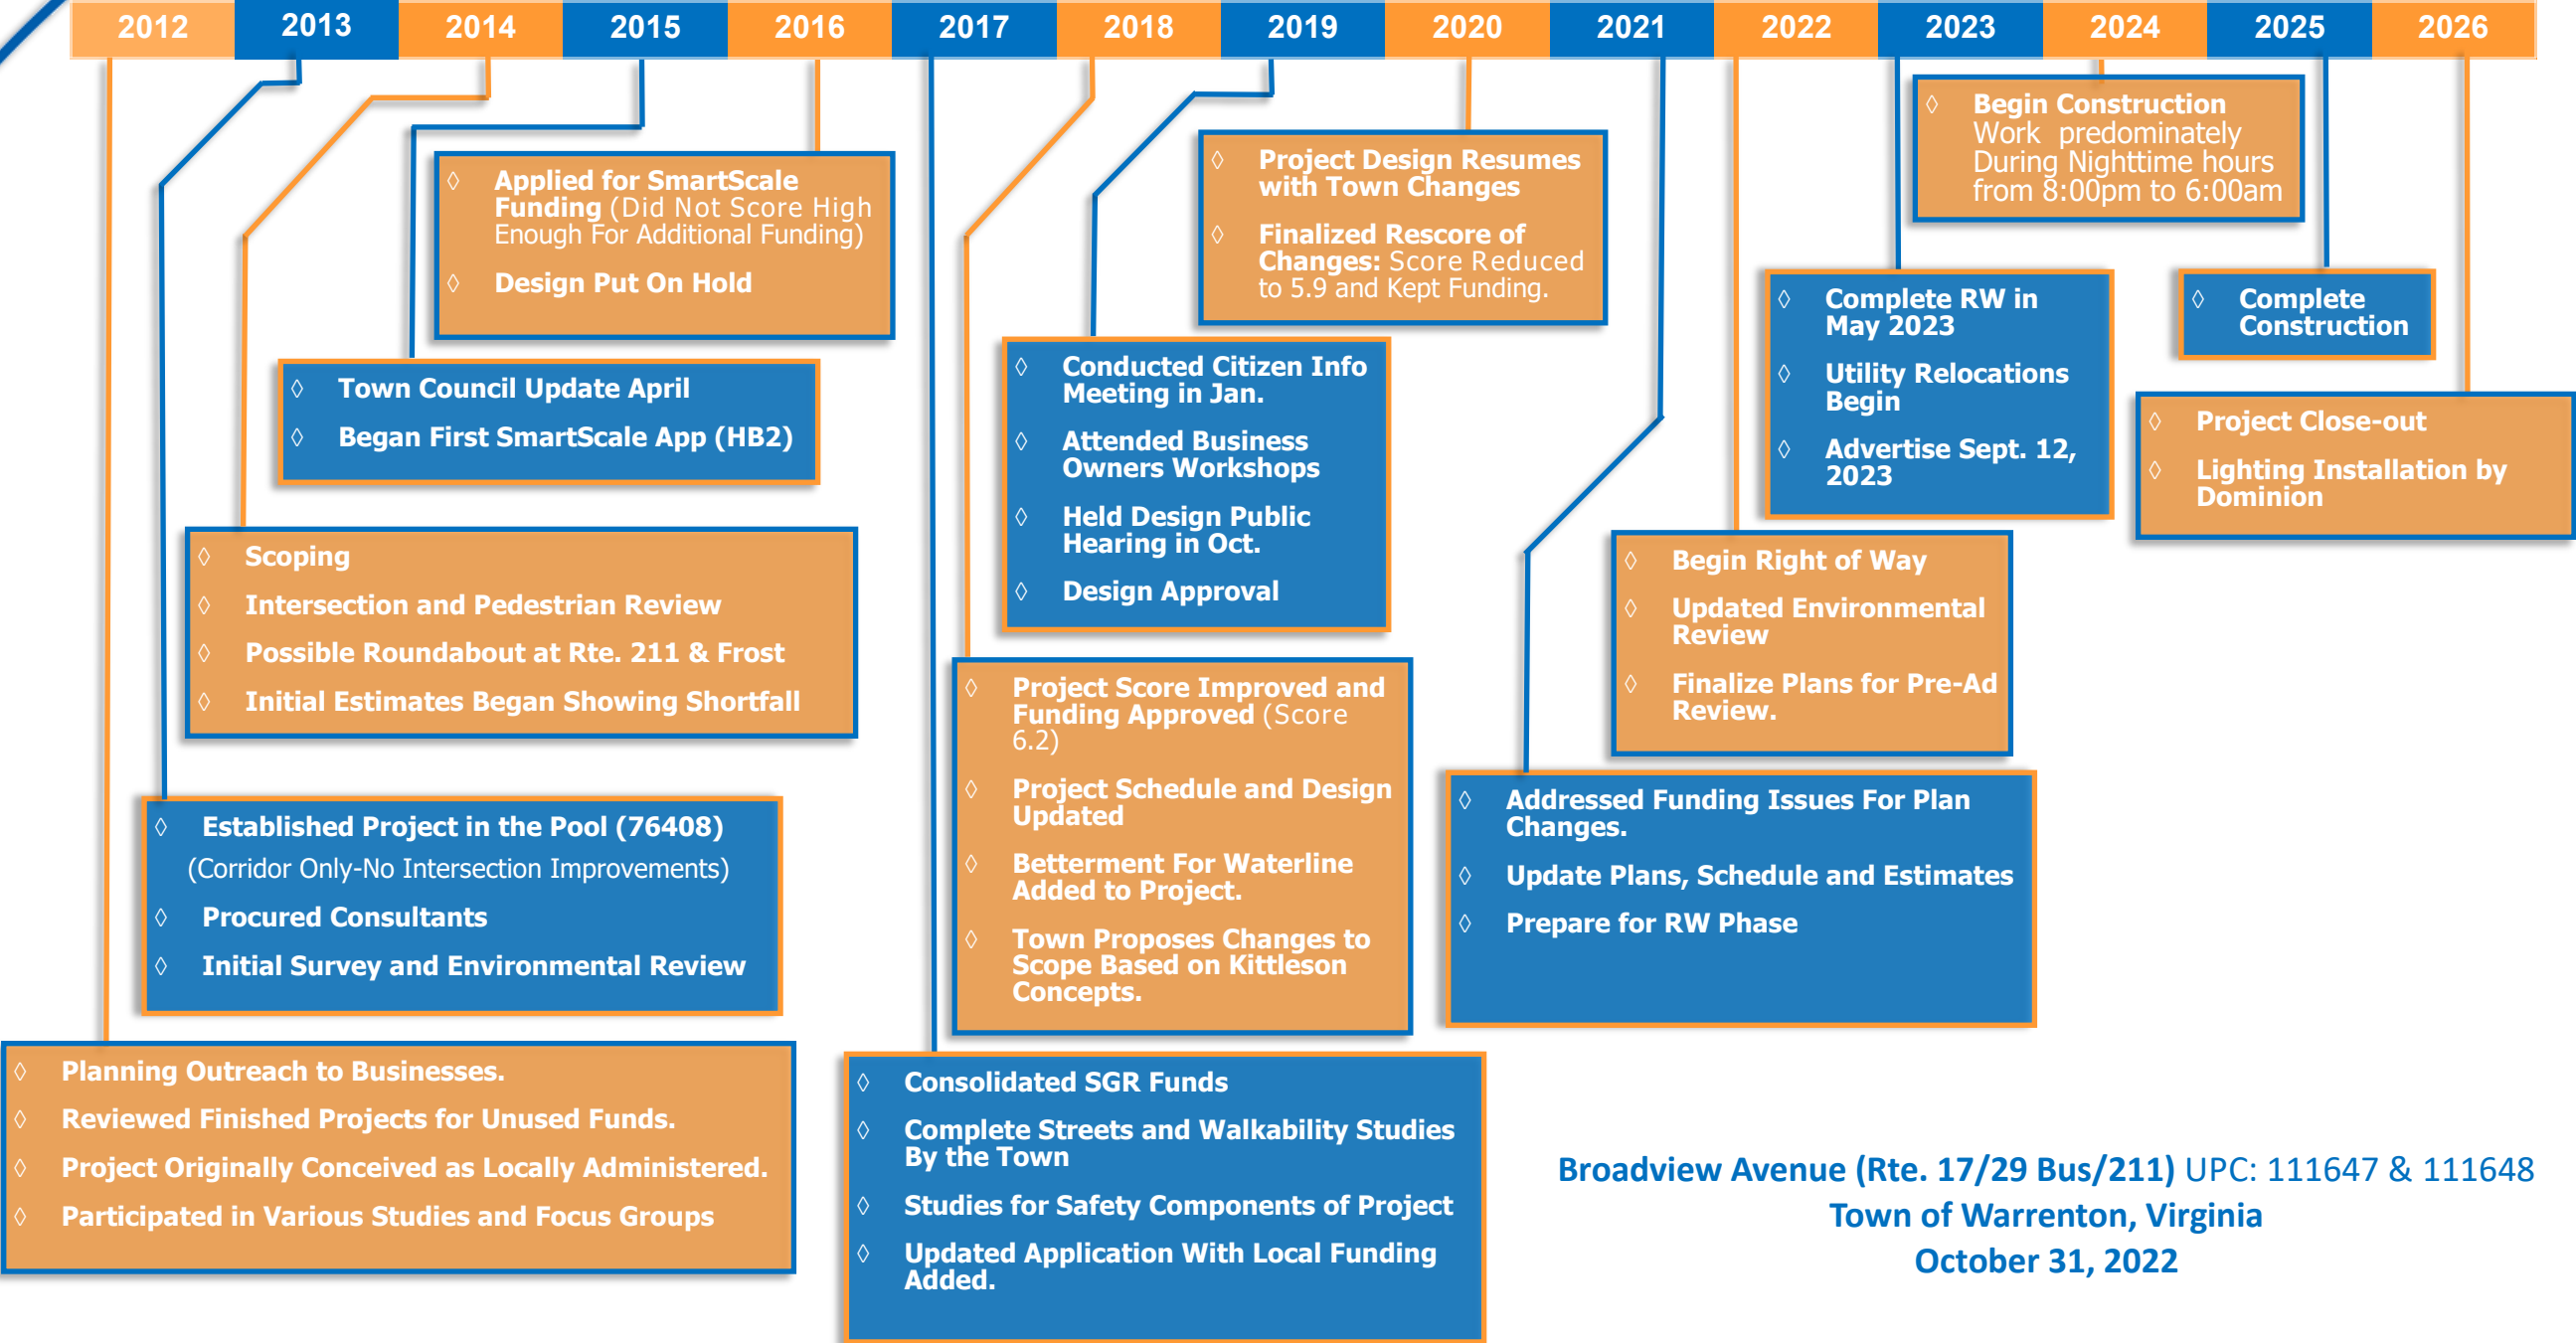 2012 2013 2014 2015 2016 2017 2018 2019 2020 2021 2022 2023 2024 2025 2026
◊ Begin Construction
Work predominately
During Nighttime hours
from 8:00pm to 6:00am
◊ Applied for SmartScale
Funding (Did Not Score High
Enough For Additional Funding)
◊ Design Put On Hold
◊ Project Design Resumes
with Town Changes
◊ Finalized Rescore of
Changes: Score Reduced
to 5.9 and Kept Funding.
◊ Complete RW in
May 2023
◊ Utility Relocations
Begin
◊ Advertise Sept. 12,
2023
◊ Complete
Construction
◊ Town Council Update April
◊ Began First SmartScale App (HB2)
◊ Conducted Citizen Info
Meeting in Jan.
◊ Attended Business
Owners Workshops
◊ Held Design Public
Hearing in Oct.
◊ Design Approval
◊ Project Close-out
◊ Lighting Installation by
Dominion
◊ Scoping
◊ Intersection and Pedestrian Review
◊ Possible Roundabout at Rte. 211 & Frost
◊ Initial Estimates Began Showing Shortfall
◊ Begin Right of Way
◊ Updated Environmental
Review
◊ Finalize Plans for Pre-Ad
Review.
◊ Project Score Improved and
Funding Approved (Score
6.2)
◊ Project Schedule and Design
Updated
◊ Betterment For Waterline
Added to Project.
◊ Town Proposes Changes to
Scope Based on Kittleson
Concepts.
◊ Addressed Funding Issues For Plan
Changes.
◊ Update Plans, Schedule and Estimates
◊ Prepare for RW Phase
◊ Established Project in the Pool (76408)
(Corridor Only-No Intersection Improvements)
◊ Procured Consultants
◊ Initial Survey and Environmental Review
◊ Planning Outreach to Businesses.
◊ Reviewed Finished Projects for Unused Funds.
◊ Project Originally Conceived as Locally Administered.
◊ Participated in Various Studies and Focus Groups
◊ Consolidated SGR Funds
◊ Complete Streets and Walkability Studies
By the Town
◊ Studies for Safety Components of Project
◊ Updated Application With Local Funding
Added.
Broadview Avenue (Rte. 17/29 Bus/211) UPC: 111647 & 111648
Town of Warrenton, Virginia
October 31, 2022